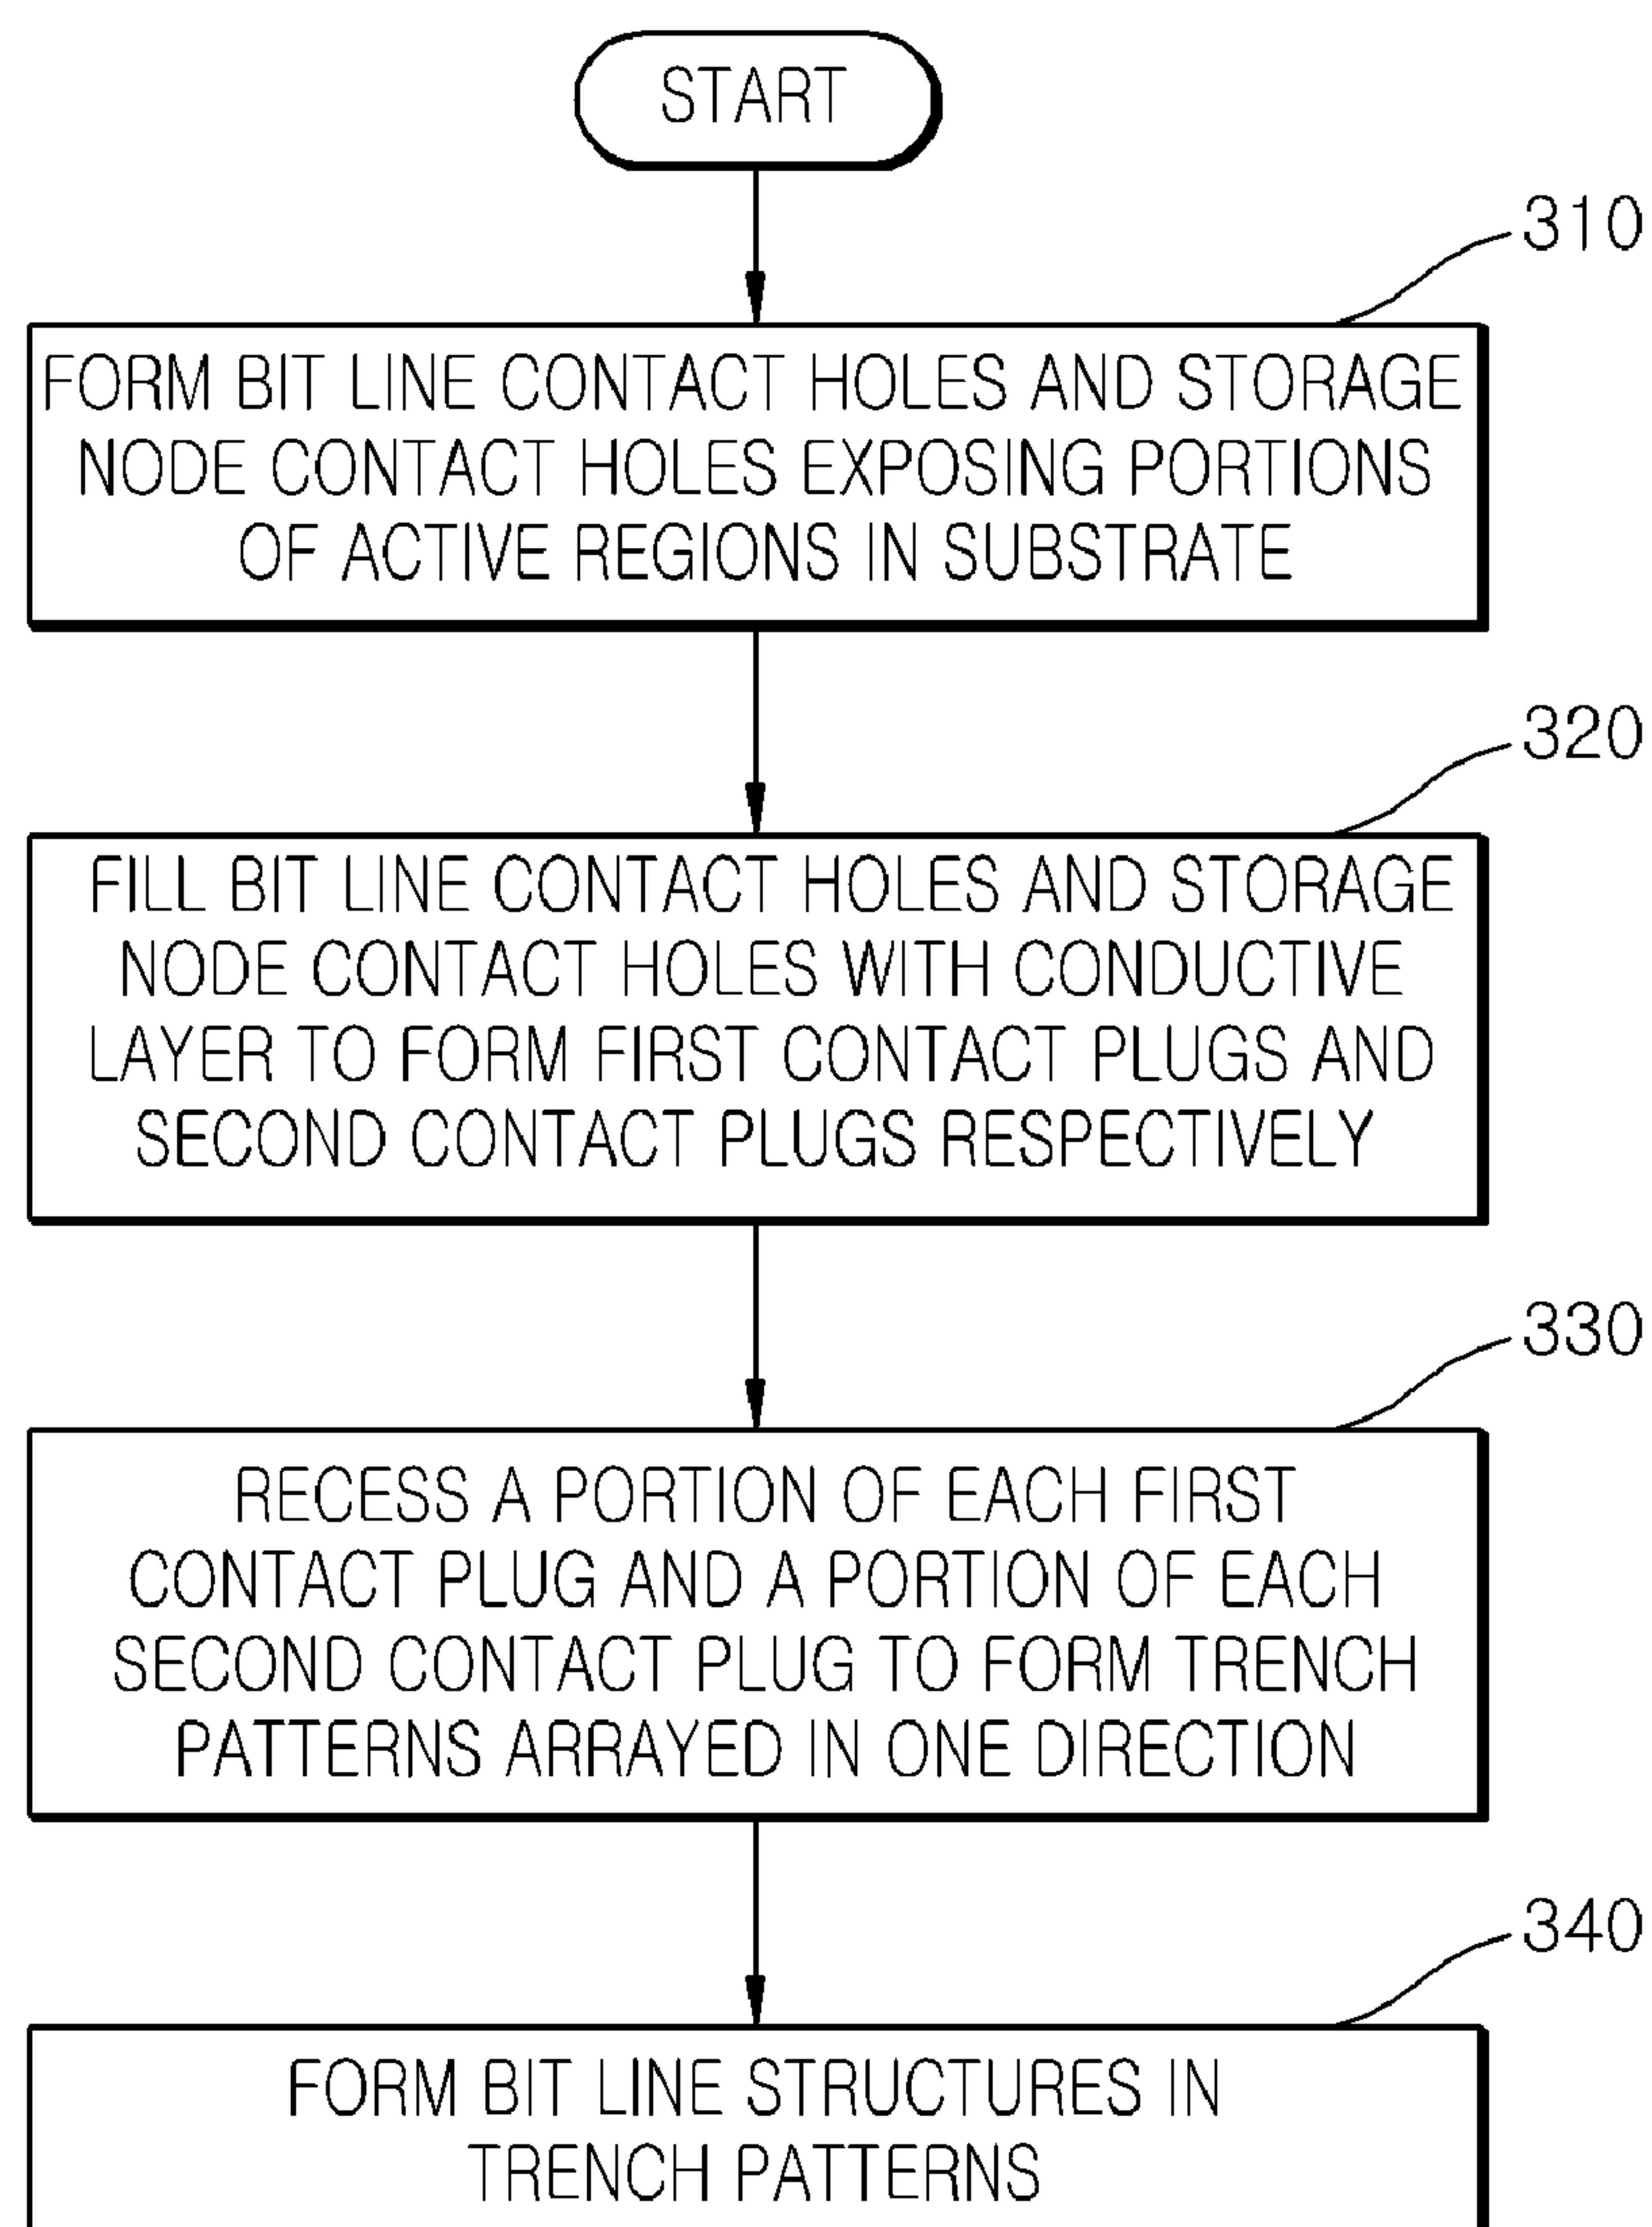 START
310
FORM BIT LINE CONTACT HOLES AND STORAGE
NODE CONTACT HOLES EXPOSING PORTIONS
OF ACTIVE REGIONS IN SUBSTRATE
320
FILL BIT LINE CONTACT HOLES AND STORAGE
NODE CONTACT HOLES WITH CONDUCTIVE
LAYER TO FORM FIRST CONTACT PLUGS AND
SECOND CONTACT PLUGS RESPECTIVELY
330
RECESS A PORTION OF EACH FIRST
CONTACT PLUG AND A PORTION OF EACH
SECOND CONTACT PLUG TO FORM TRENCH
PATTERNS ARRAYED IN ONE DIRECTION
340
FORM BIT LINE STRUCTURES IN
TRENCH PATTERNS